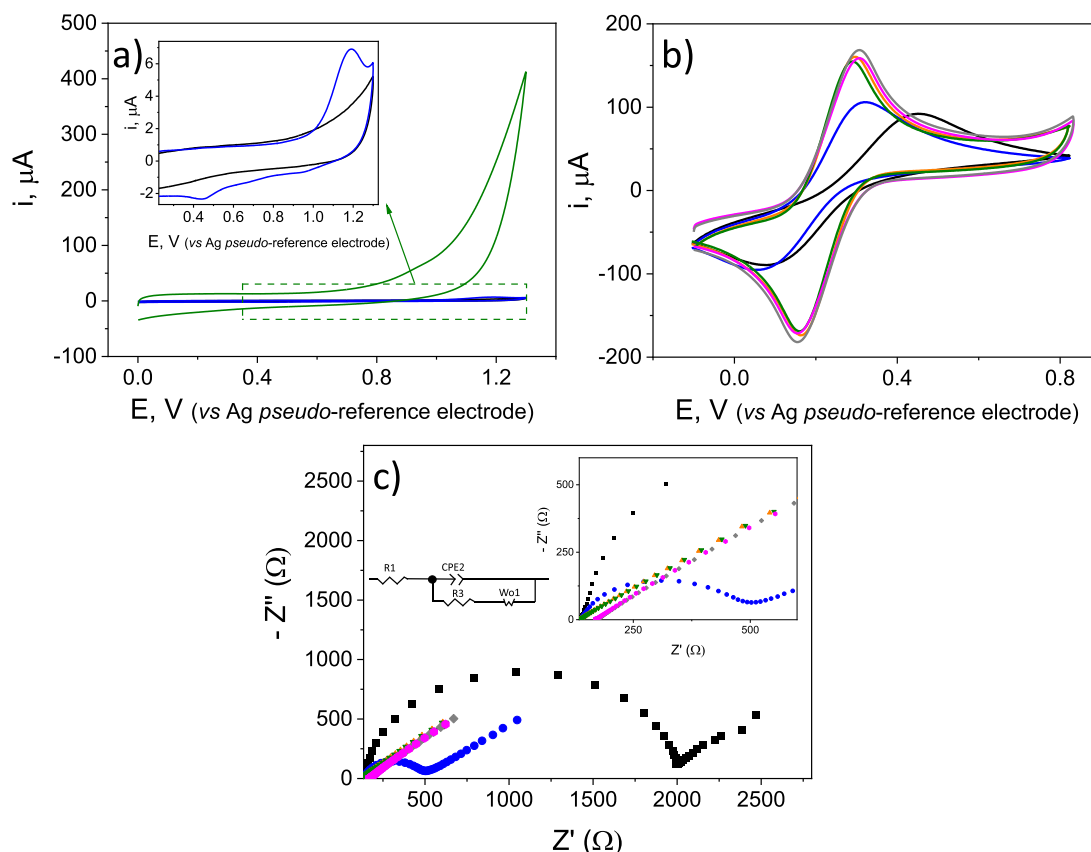 a)
i, μA
500
400
300
200
100
0
-100
0.0
0.4
0.8
1.2
E, V (vs Ag pseudo-reference electrode)
i, μA
6
4
2
0
-2
0.4
0.6
0.8
1.0
1.2
E, V (vs Ag pseudo-reference electrode)
b)
i, μA
200
100
0
-100
-200
0.0
0.4
0.8
E, V (vs Ag pseudo-reference electrode)
c)
- Z'' (Ω)
2500
2000
1500
1000
500
0
500
1000
1500
2000
2500
Z' (Ω)
R1
CPE2
R3
Wo1
- Z'' (Ω)
500
250
0
250
500
Z' (Ω)